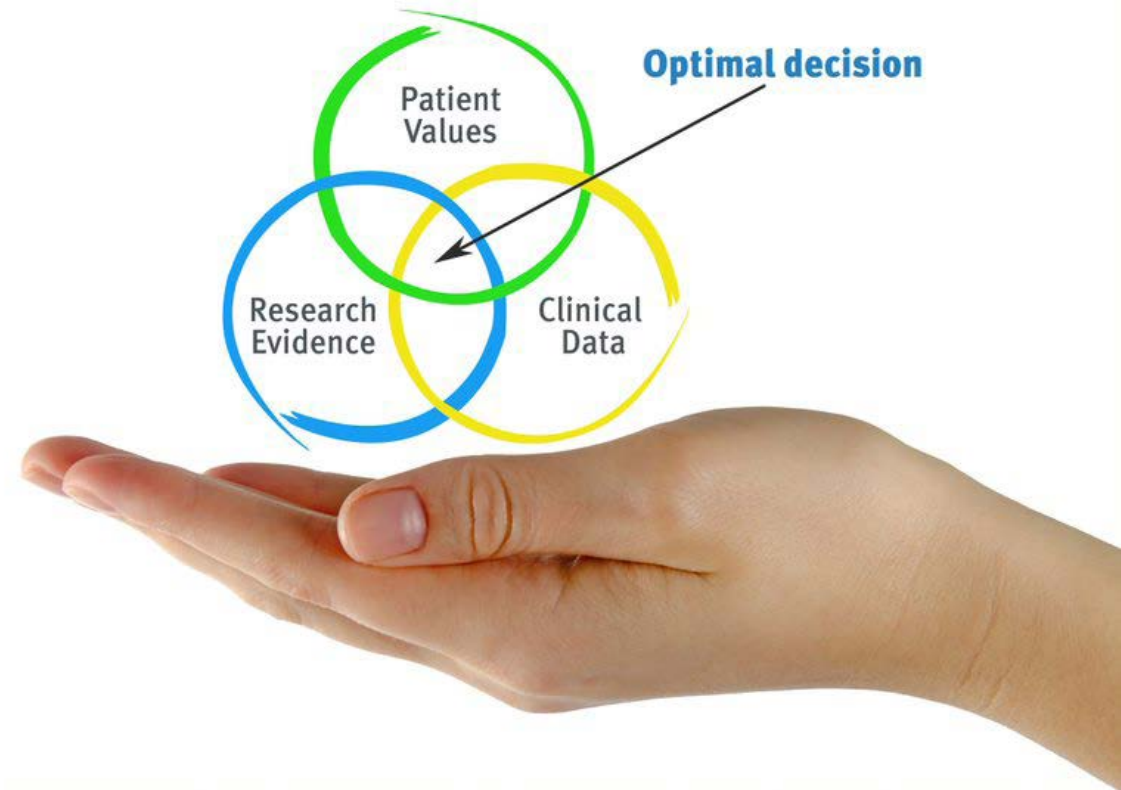 Optimal decision
Patient
Values
Research
Evidence
Clinical
Data